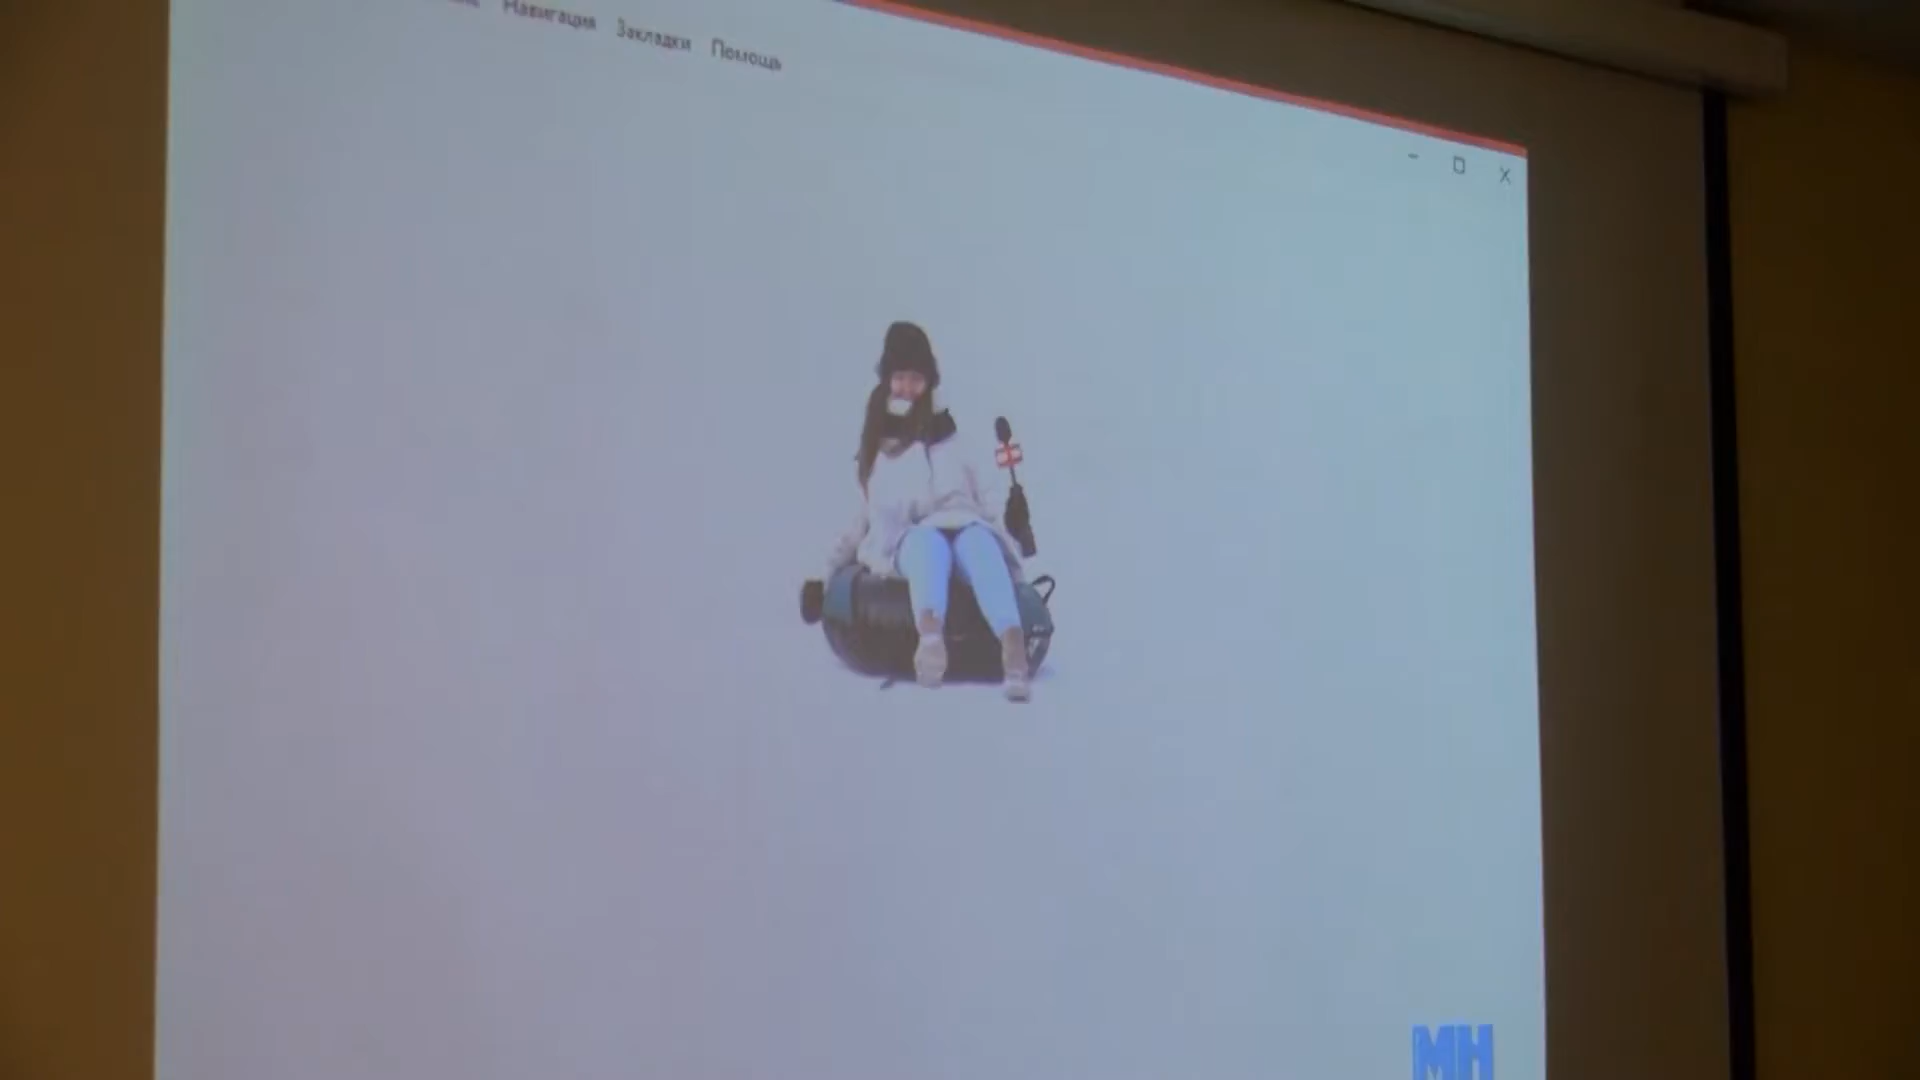 Навигация Закладки Помощь
МН